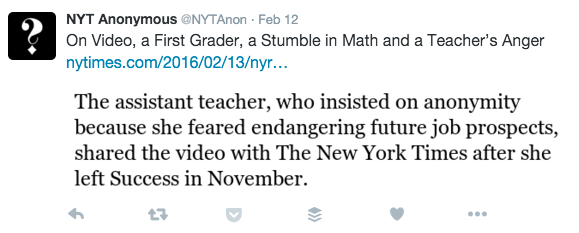 NYT Anonymous @NYTAnon · Feb 12
On Video, a First Grader, a Stumble in Math and a Teacher's Anger
nytimes.com/2016/02/13/nyr…
The assistant teacher, who insisted on anonymity
because she feared endangering future job prospects,
shared the video with The New York Times after she
left Success in November.